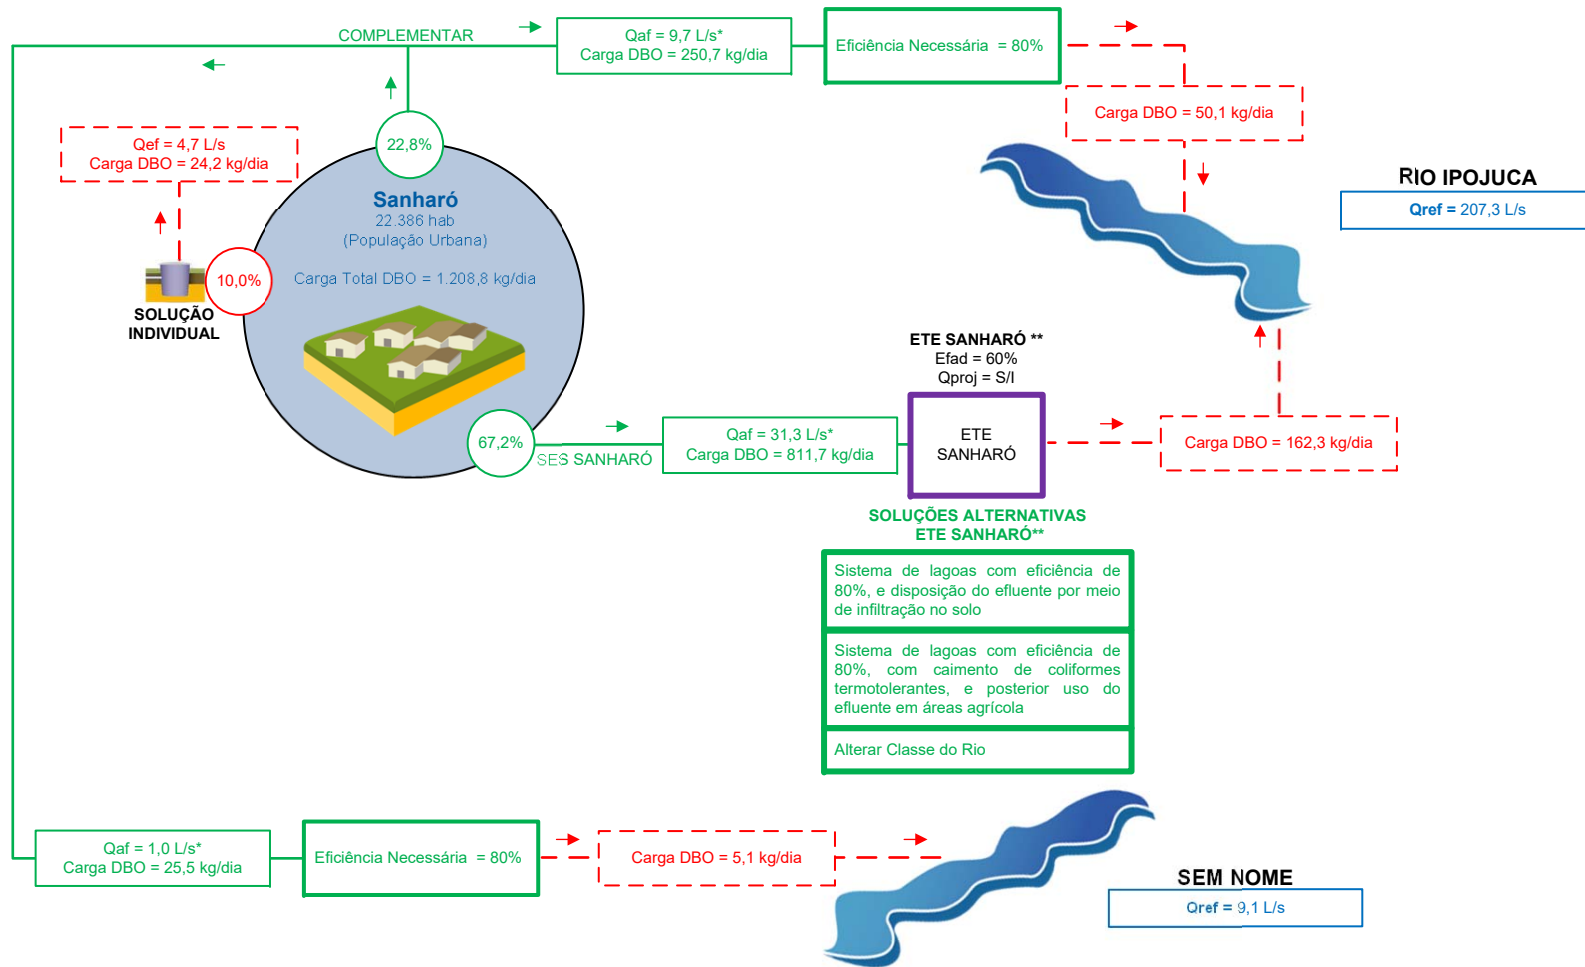 COMPLEMENTAR
Qaf = 9,7 L/s*
Carga DBO = 250,7 kg/dia
Eficiência Necessária = 80%
Carga DBO = 50,1 kg/dia
Qef = 4,7 L/s
Carga DBO = 24,2 kg/dia
22,8%
Sanharó
22.386 hab
(População Urbana)
Carga Total DBO = 1.208,8 kg/dia
10,0%
SOLUÇÃO
INDIVIDUAL
RIO IPOJUCA
Qref = 207,3 L/s
67,2%
SES SANHARÓ
Qaf = 31,3 L/s*
Carga DBO = 811,7 kg/dia
ETE SANHARÓ **
Efad = 60%
Qproj = S/I
ETE
SANHARÓ
Carga DBO = 162,3 kg/dia
SOLUÇÕES ALTERNATIVAS
ETE SANHARÓ**
Sistema de lagoas com eficiência de
80%, e disposição do efluente por meio
de infiltração no solo
Sistema de lagoas com eficiência de
80%, com caimento de coliformes
termotolerantes, e posterior uso do
efluente em áreas agrícola
Alterar Classe do Rio
Qaf = 1,0 L/s*
Carga DBO = 25,5 kg/dia
Eficiência Necessária = 80%
Carga DBO = 5,1 kg/dia
SEM NOME
Qref = 9,1 L/s